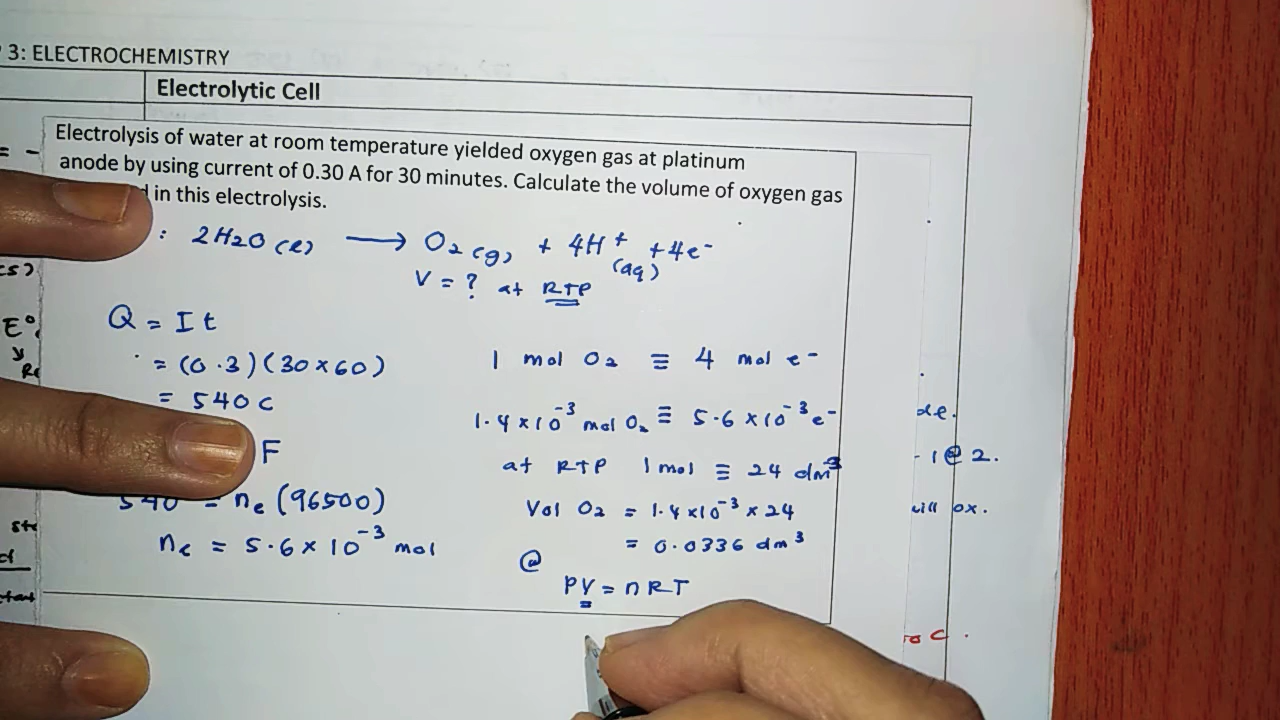 3: ELECTROCHEMISTRY
Electrolytic Cell
Electrolysis of water at room temperature yielded oxygen gas at platinum
anode by using current of 0.30 A for 30 minutes. Calculate the volume of oxygen gas
in this electrolysis.
: 2H2O (l) ⟶ O2 (g) + 4H+ (aq) + 4e-
V = ? at RTP
Q = It
= (0.3)(30×60)
= 540 C
F
540 = ne (96500)
ne = 5.6 × 10^-3 mol
1 mol O2 ≡ 4 mol e-
1.4×10^-3 mol O2 ≡ 5.6 ×10^-3 e-
at RTP 1 mol ≡ 24 dm³
Vol O2 = 1.4×10^-3 × 24
= 0.0336 dm³
@
PV = nRT
= -
(s)
E°
de.
- 1 @ 2.
will ox.
C .